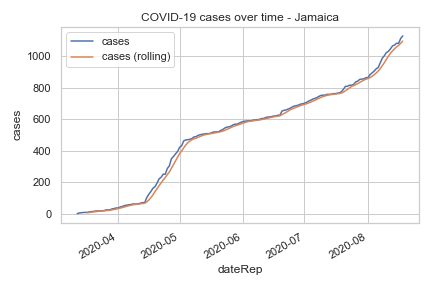 COVID-19 cases over time - Jamaica
cases
cases (rolling)
cases
1000
800
600
400
200
0
2020-04
2020-05
2020-06
2020-07
2020-08
dateRep